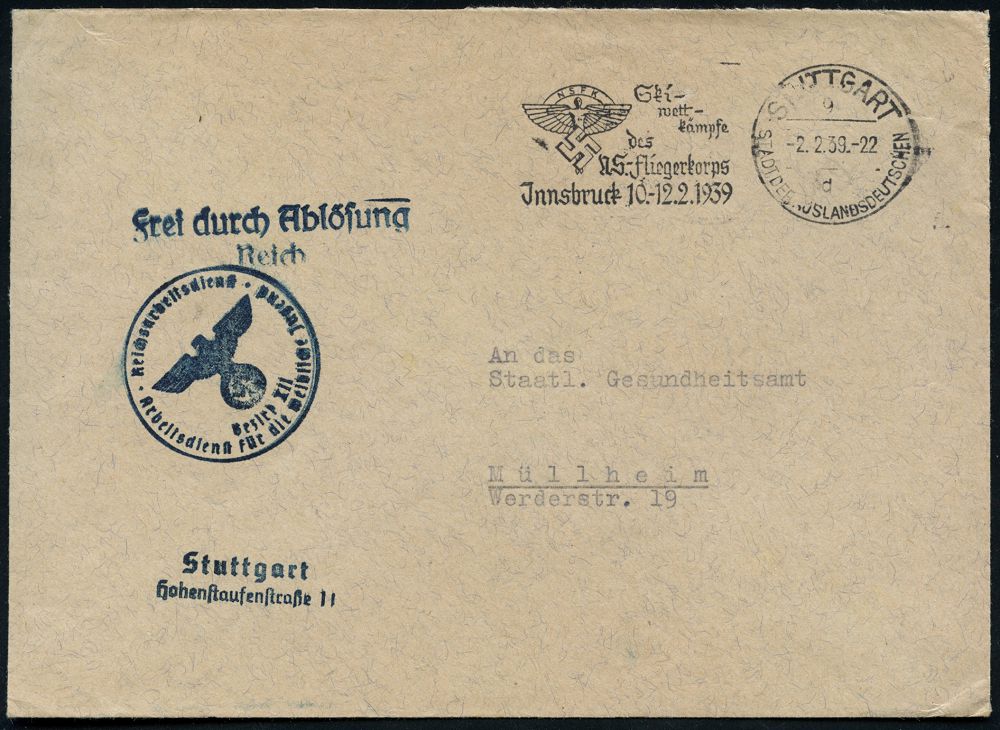 N.S.F.K.
Ski-
wett-
kämpfe
des
NS.-Fliegerkorps
Innsbruck 10.-12.2.1939
STUTTGART
9
-2.2.39.-22
d
STADT DER AUSLANDSDEUTSCHEN
Frei durch Ablösung
Reich
Reichsarbeitsdienst · Arbeitsdienst für die weibliche Jugend ·
Bezirk XII
An das
Staatl. Gesundheitsamt
Müllheim
Werderstr. 19
Stuttgart
Hohenstaufenstraße 11